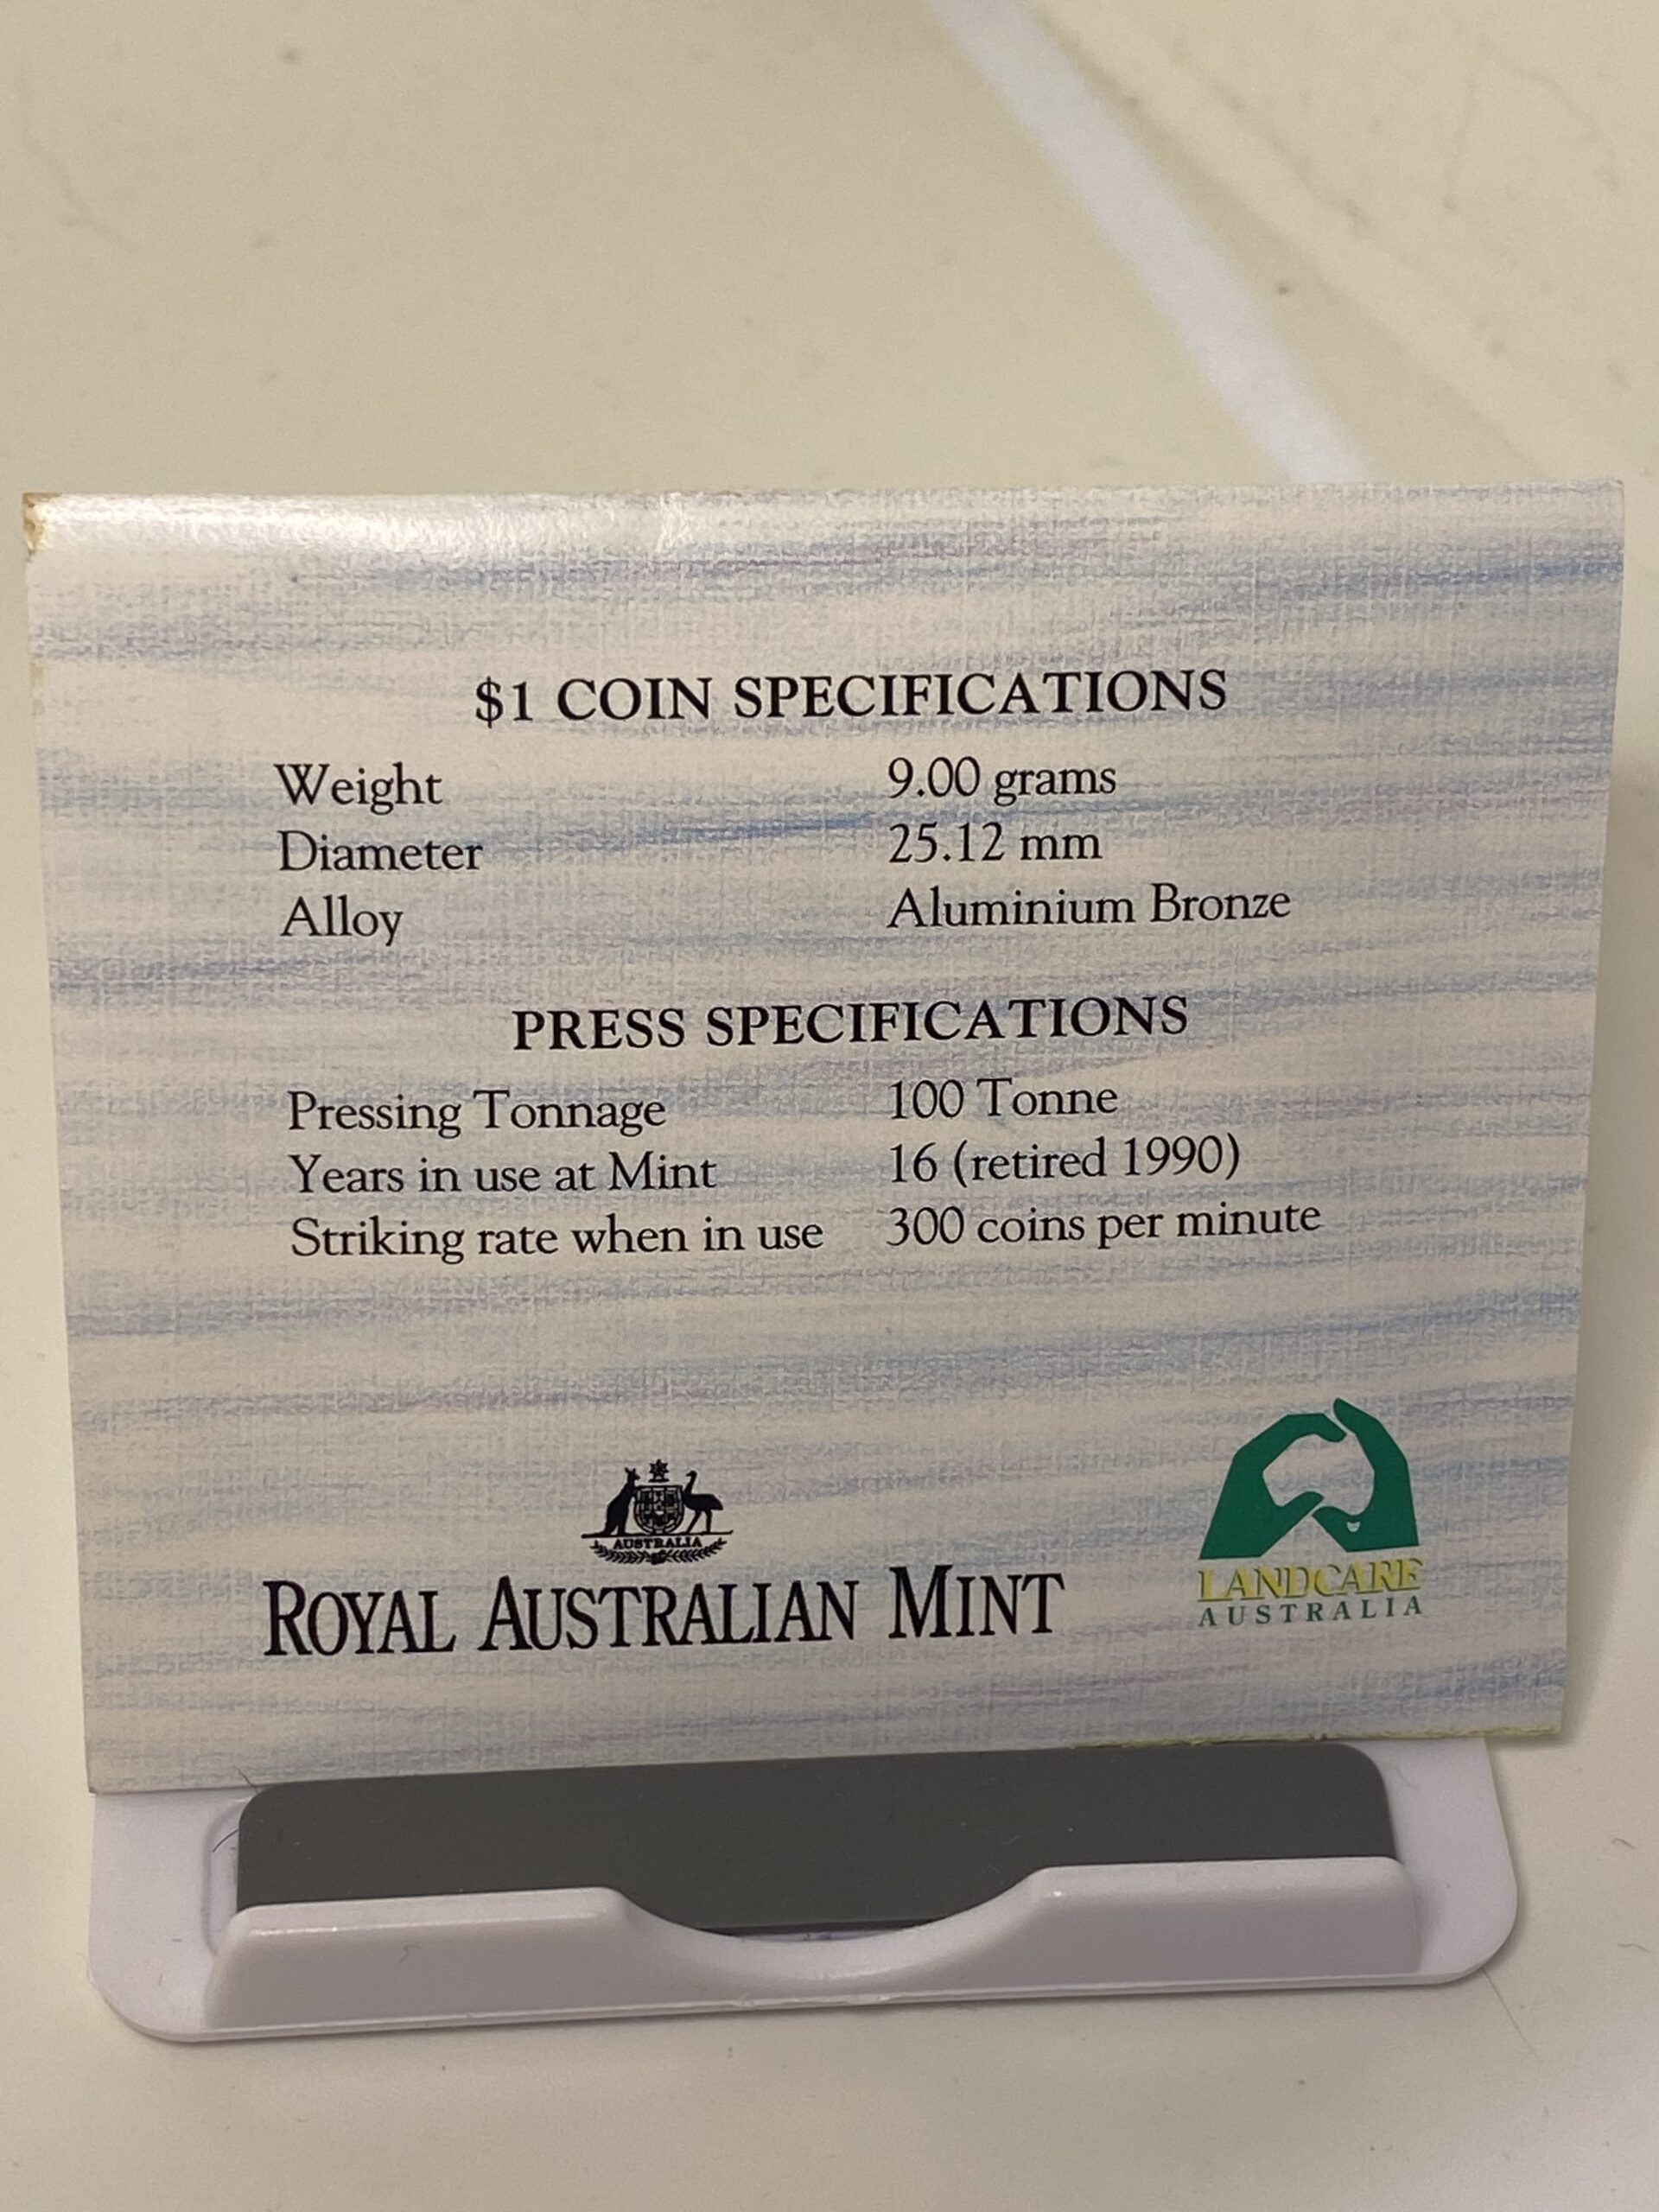 $1 COIN SPECIFICATIONS
Weight 9.00 grams
Diameter 25.12 mm
Alloy Aluminium Bronze
PRESS SPECIFICATIONS
Pressing Tonnage 100 Tonne
Years in use at Mint 16 (retired 1990)
Striking rate when in use 300 coins per minute
AUSTRALIA
ROYAL AUSTRALIAN MINT
LANDCARE
AUSTRALIA